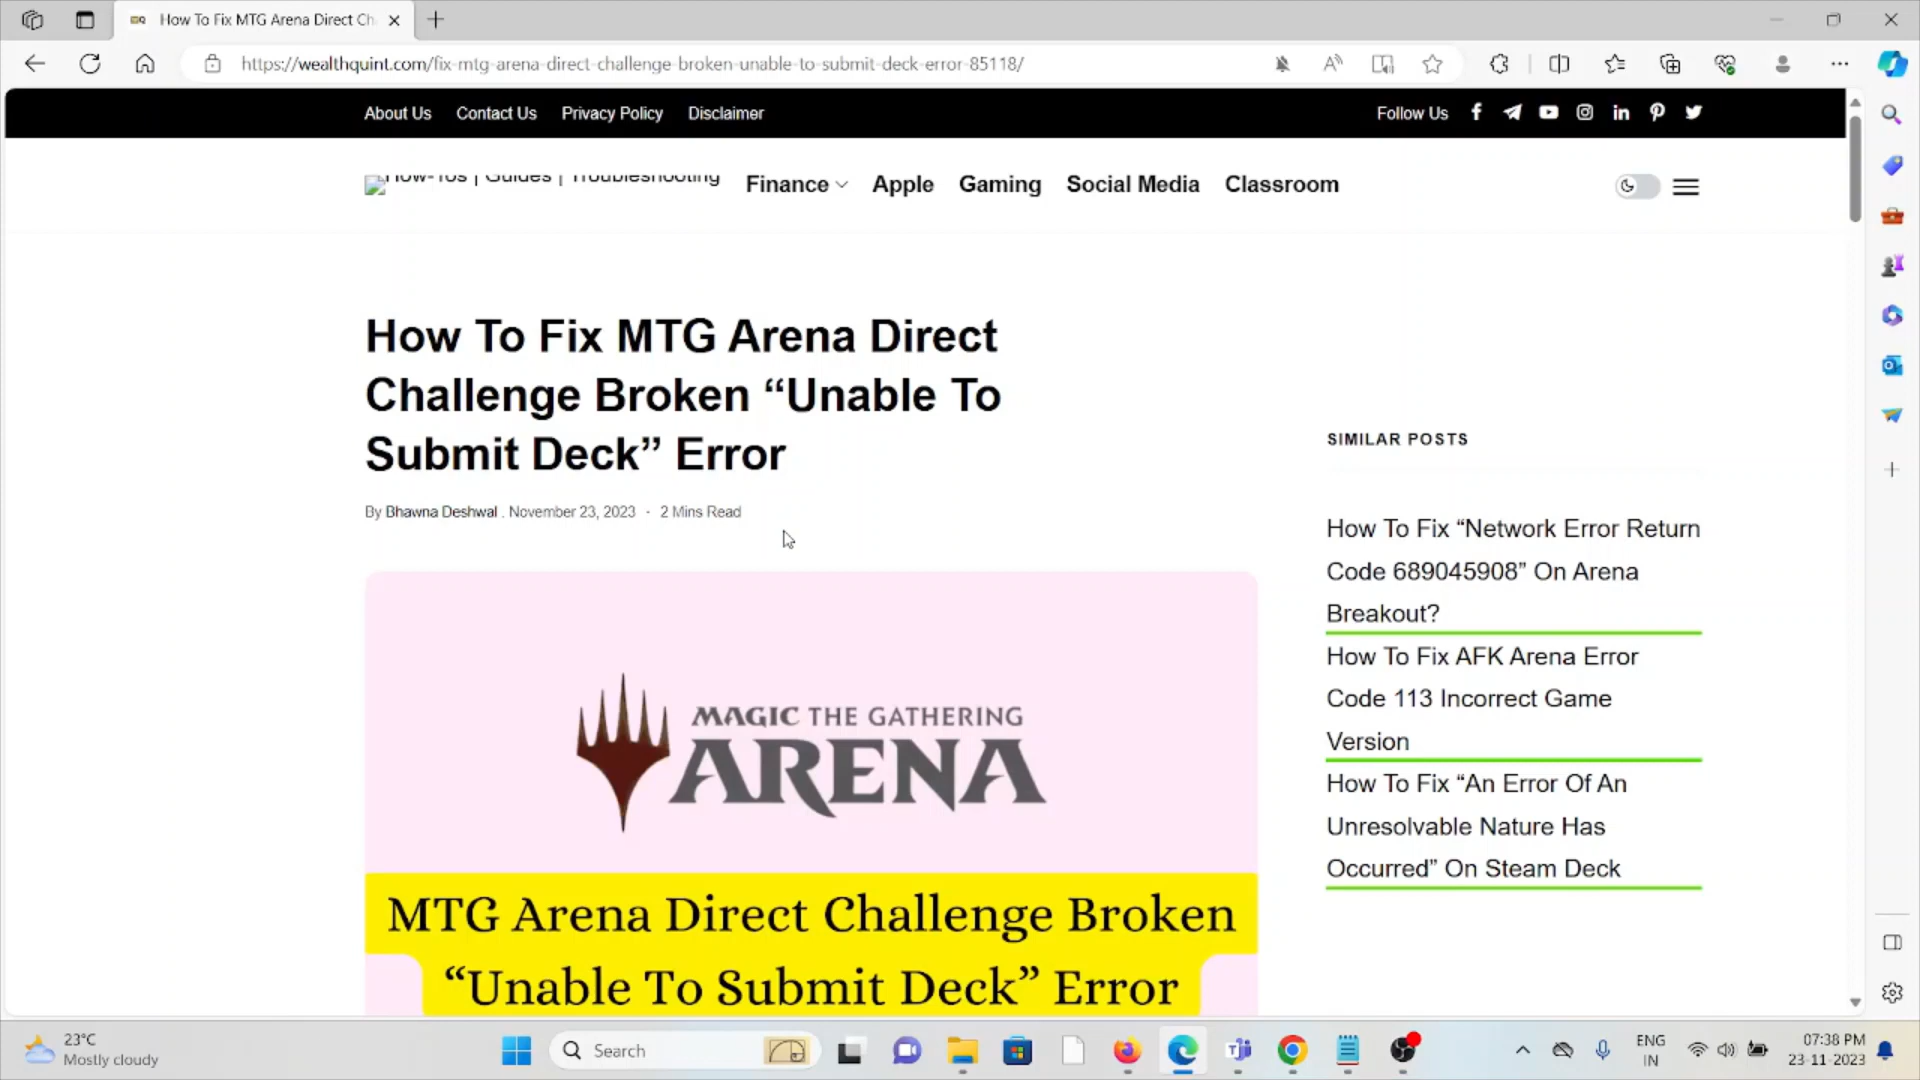 How To Fix MTG Arena Direct Ch
https://wealthquint.com/fix-mtg-arena-direct-challenge-broken-unable-to-submit-deck-error-85118/
About Us Contact Us Privacy Policy Disclaimer Follow Us
How-Tos | Guides | Troubleshooting Finance Apple Gaming Social Media Classroom
How To Fix MTG Arena Direct
Challenge Broken “Unable To
Submit Deck” Error
By Bhawna Deshwal . November 23, 2023 - 2 Mins Read
MAGIC THE GATHERING
ARENA
MTG Arena Direct Challenge Broken
“Unable To Submit Deck” Error
SIMILAR POSTS
How To Fix “Network Error Return
Code 689045908” On Arena
Breakout?
How To Fix AFK Arena Error
Code 113 Incorrect Game
Version
How To Fix “An Error Of An
Unresolvable Nature Has
Occurred” On Steam Deck
23°C
Mostly cloudy
Search
ENG
IN
07:38 PM
23-11-2023